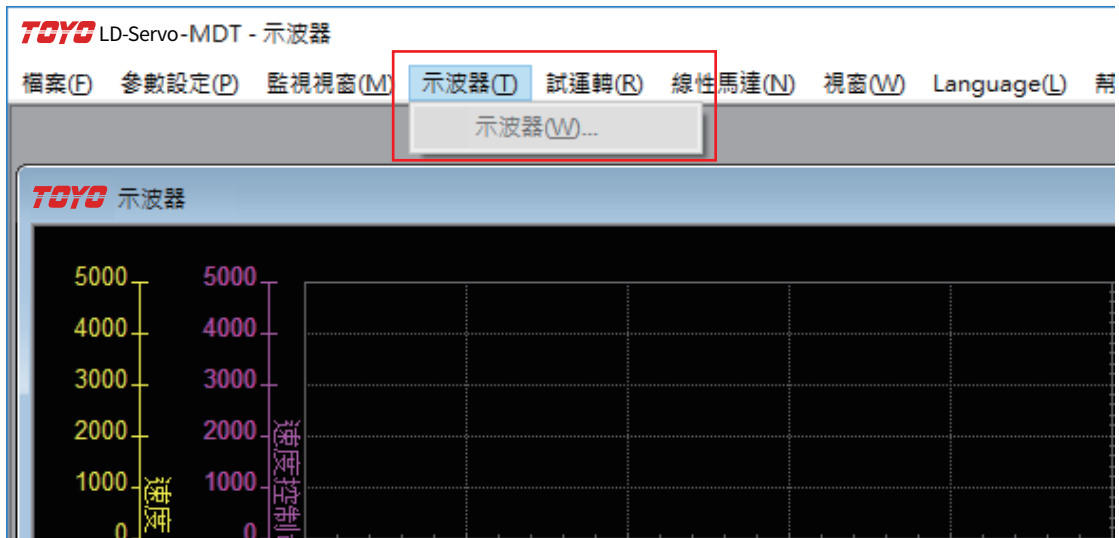 TOYO LD-Servo-MDT - 示波器
檔案(F) 參數設定(P) 監視視窗(M) 示波器(T) 試運轉(R) 線性馬達(N) 視窗(W) Language(L)
示波器(W)...
TOYO 示波器
5000 5000
4000 4000
3000 3000
2000 2000
1000 1000
0 0
速度
速度控制